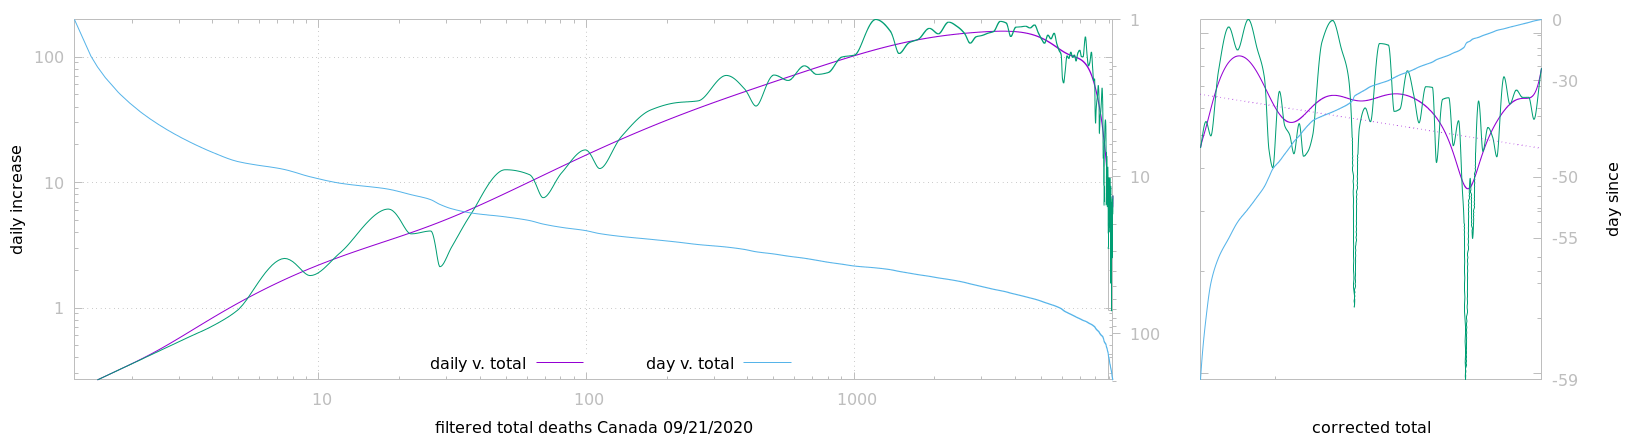 100
10
1
daily increase
daily v. total
day v. total
10
100
1000
filtered total deaths Canada 09/21/2020
1
10
100
0
-30
-50
-55
-59
day since
corrected total